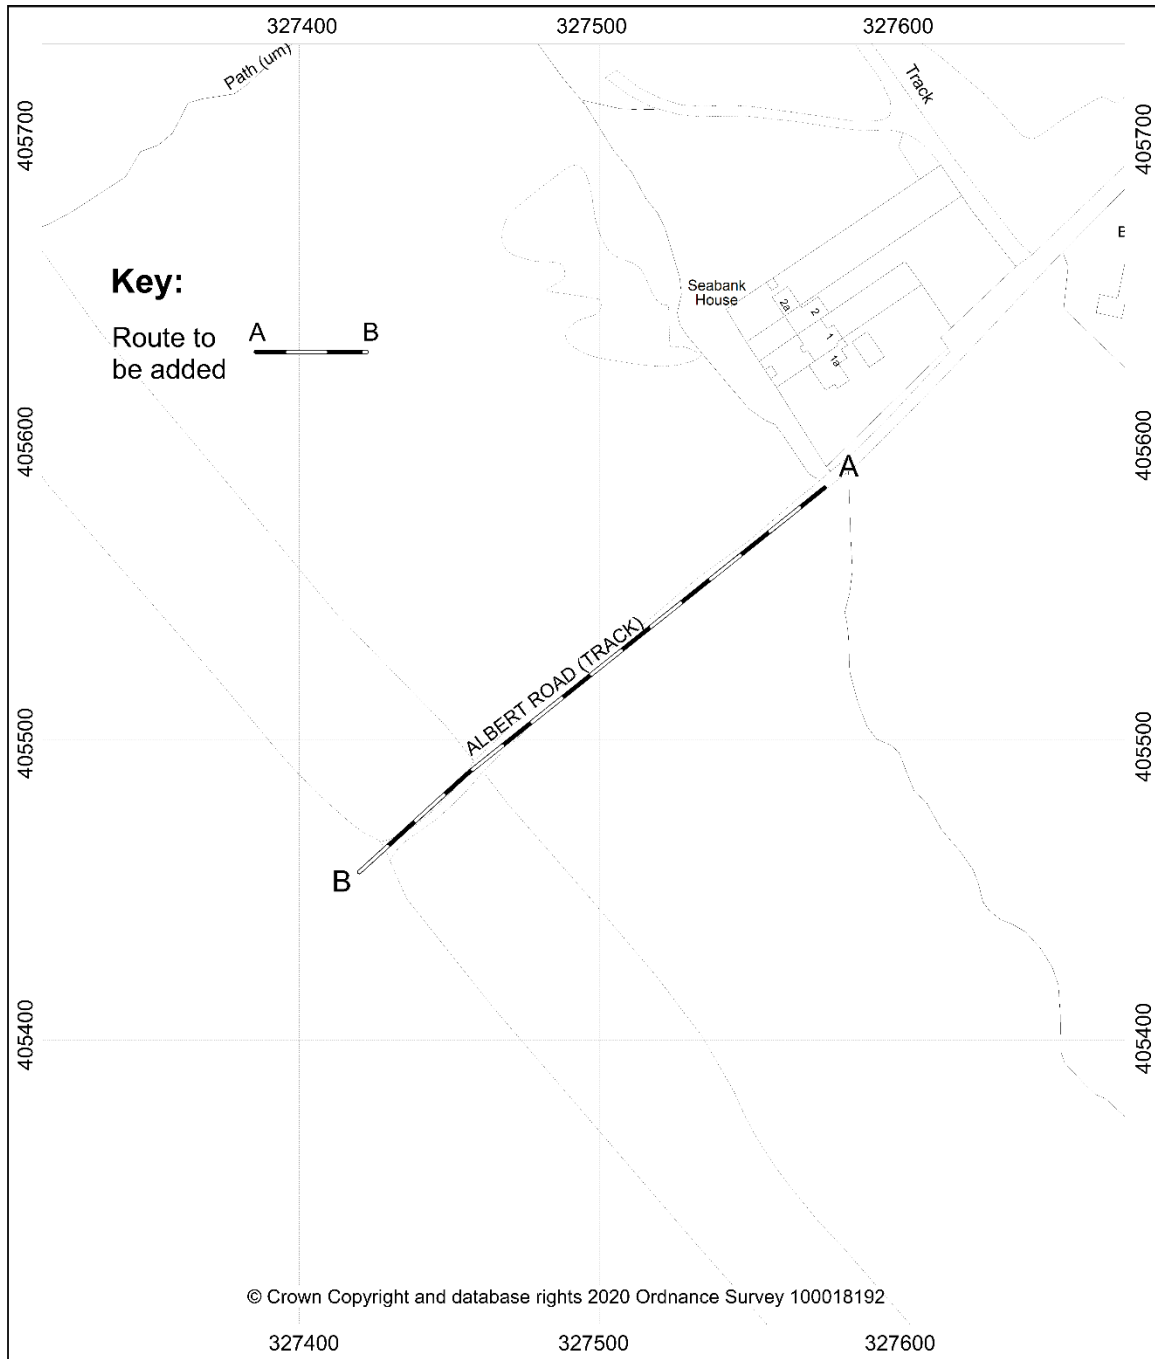 327400 327500 327600
Path (um)
Track
405700
405700
E
Key:
Seabank
House
2a
2
1
1a
A B
Route to
be added
405600
405600
A
ALBERT ROAD (TRACK)
405500
405500
B
405400
405400
© Crown Copyright and database rights 2020 Ordnance Survey 100018192
327400 327500 327600